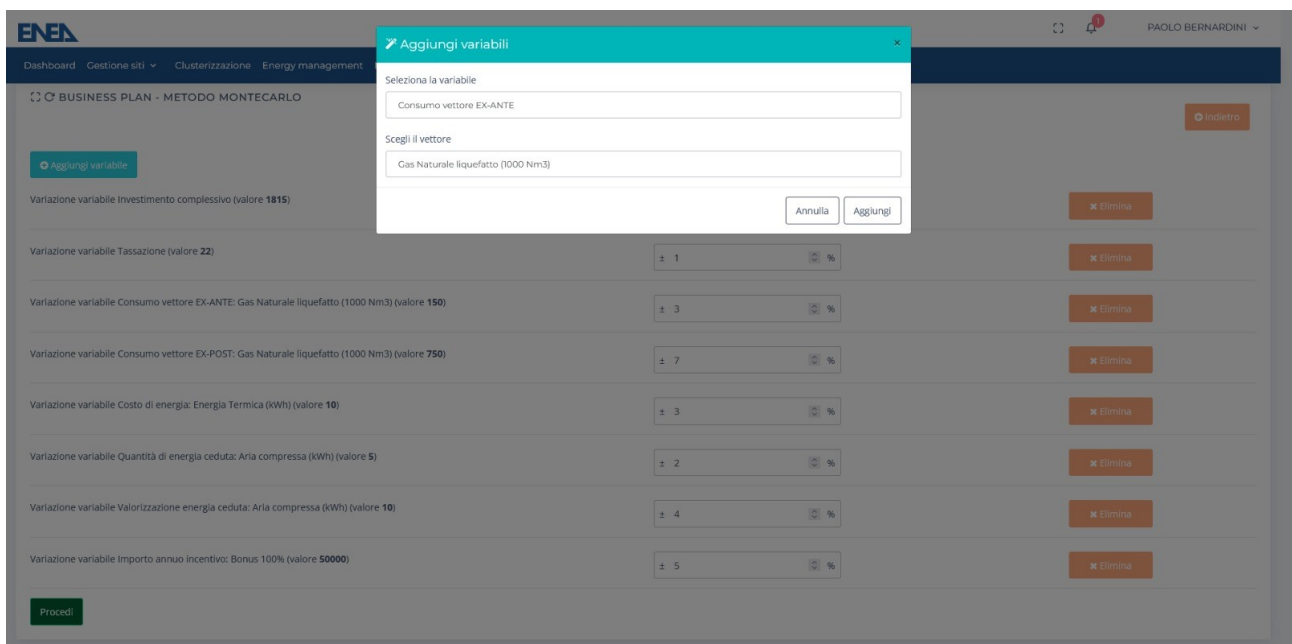 ENEA
1
PAOLO BERNARDINI
Dashboard Gestione siti Clusterizzazione Energy management
BUSINESS PLAN - METODO MONTECARLO
Indietro
Aggiungi variabili
×
Seleziona la variabile
Consumo vettore EX-ANTE
Scegli il vettore
Gas Naturale liquefatto (1000 Nm3)
Annulla Aggiungi
Aggiungi variabile
Variazione variabile Investimento complessivo (valore 1815)
Elimina
Variazione variabile Tassazione (valore 22) ± 1 % Elimina
Variazione variabile Consumo vettore EX-ANTE: Gas Naturale liquefatto (1000 Nm3) (valore 150) ± 3 % Elimina
Variazione variabile Consumo vettore EX-POST: Gas Naturale liquefatto (1000 Nm3) (valore 750) ± 7 % Elimina
Variazione variabile Costo di energia: Energia Termica (kWh) (valore 10) ± 3 % Elimina
Variazione variabile Quantità di energia ceduta: Aria compressa (kWh) (valore 5) ± 2 % Elimina
Variazione variabile Valorizzazione energia ceduta: Aria compressa (kWh) (valore 10) ± 4 % Elimina
Variazione variabile Importo annuo incentivo: Bonus 100% (valore 50000) ± 5 % Elimina
Procedi